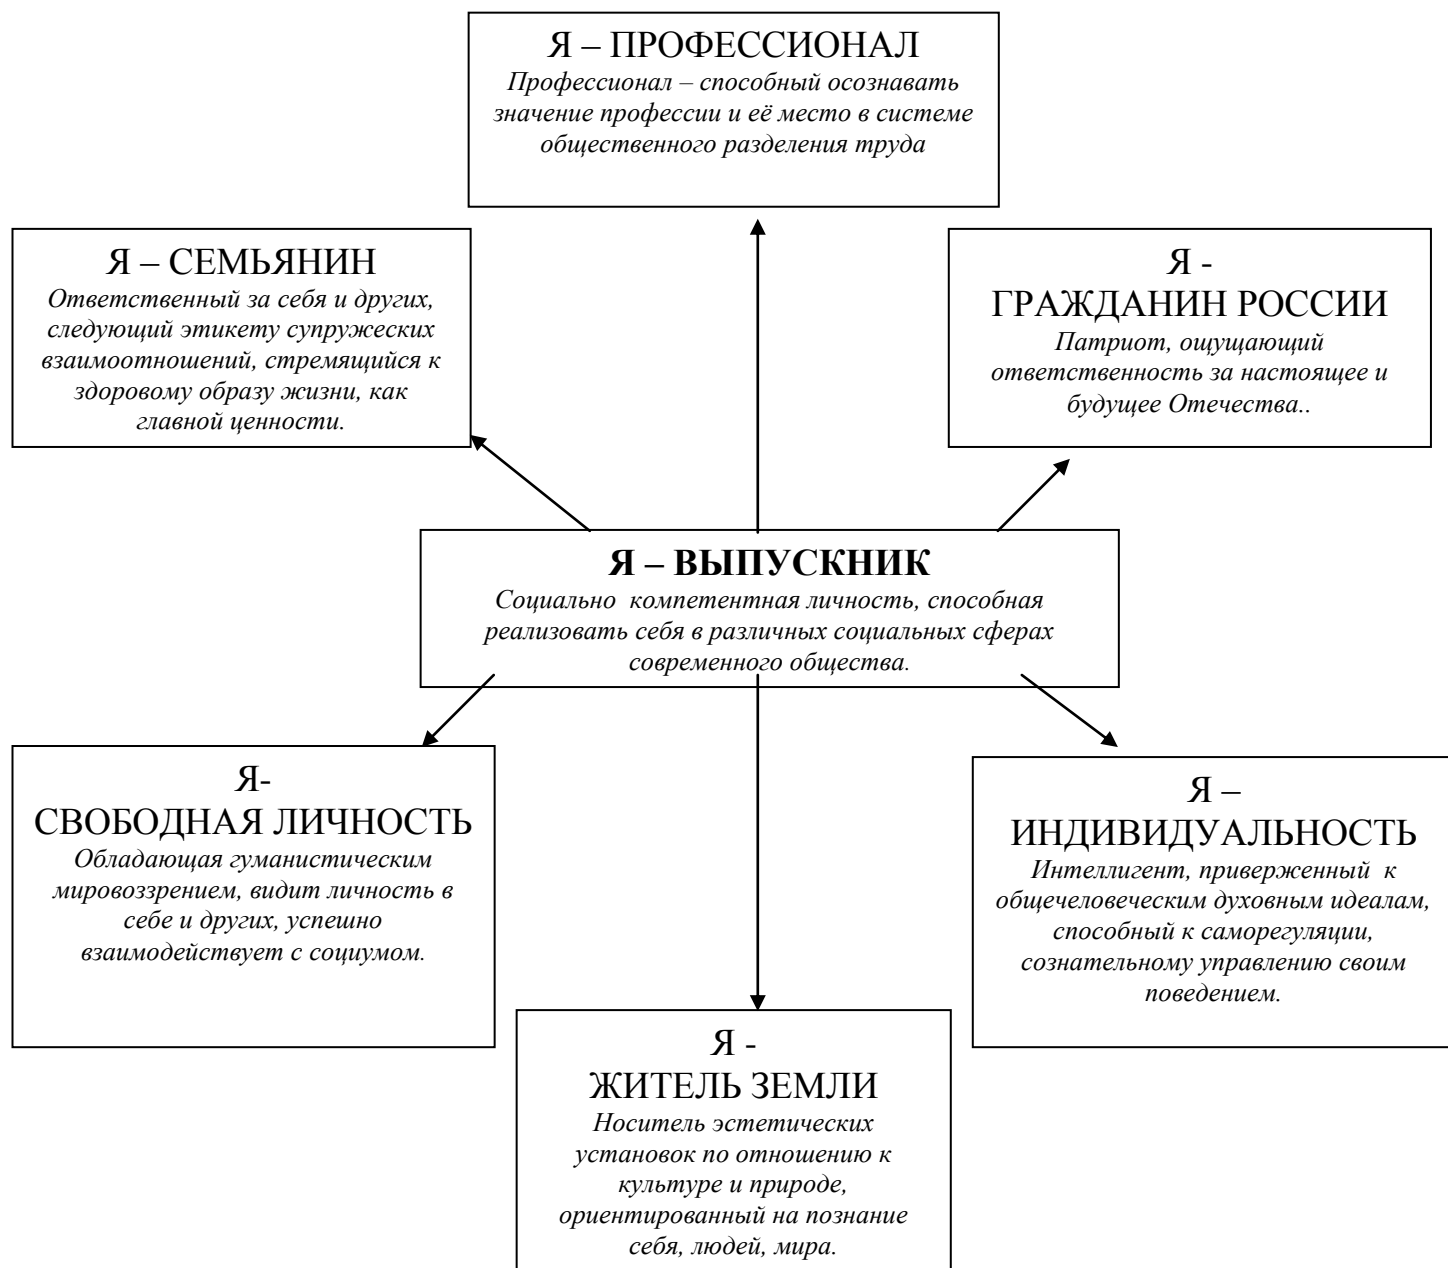 Я – ПРОФЕССИОНАЛ
Профессионал – способный осознавать
значение профессии и её место в системе
общественного разделения труда
Я – СЕМЬЯНИН
Ответственный за себя и других,
следующий этикету супружеских
взаимоотношений, стремящийся к
здоровому образу жизни, как
главной ценности.
Я -
ГРАЖДАНИН РОССИИ
Патриот, ощущающий
ответственность за настоящее и
будущее Отечества..
Я – ВЫПУСКНИК
Социально компетентная личность, способная
реализовать себя в различных социальных сферах
современного общества.
Я-
СВОБОДНАЯ ЛИЧНОСТЬ
Обладающая гуманистическим
мировоззрением, видит личность в
себе и других, успешно
взаимодействует с социумом.
Я –
ИНДИВИДУАЛЬНОСТЬ
Интеллигент, приверженный к
общечеловеческим духовным идеалам,
способный к саморегуляции,
сознательному управлению своим
поведением.
Я -
ЖИТЕЛЬ ЗЕМЛИ
Носитель эстетических
установок по отношению к
культуре и природе,
ориентированный на познание
себя, людей, мира.